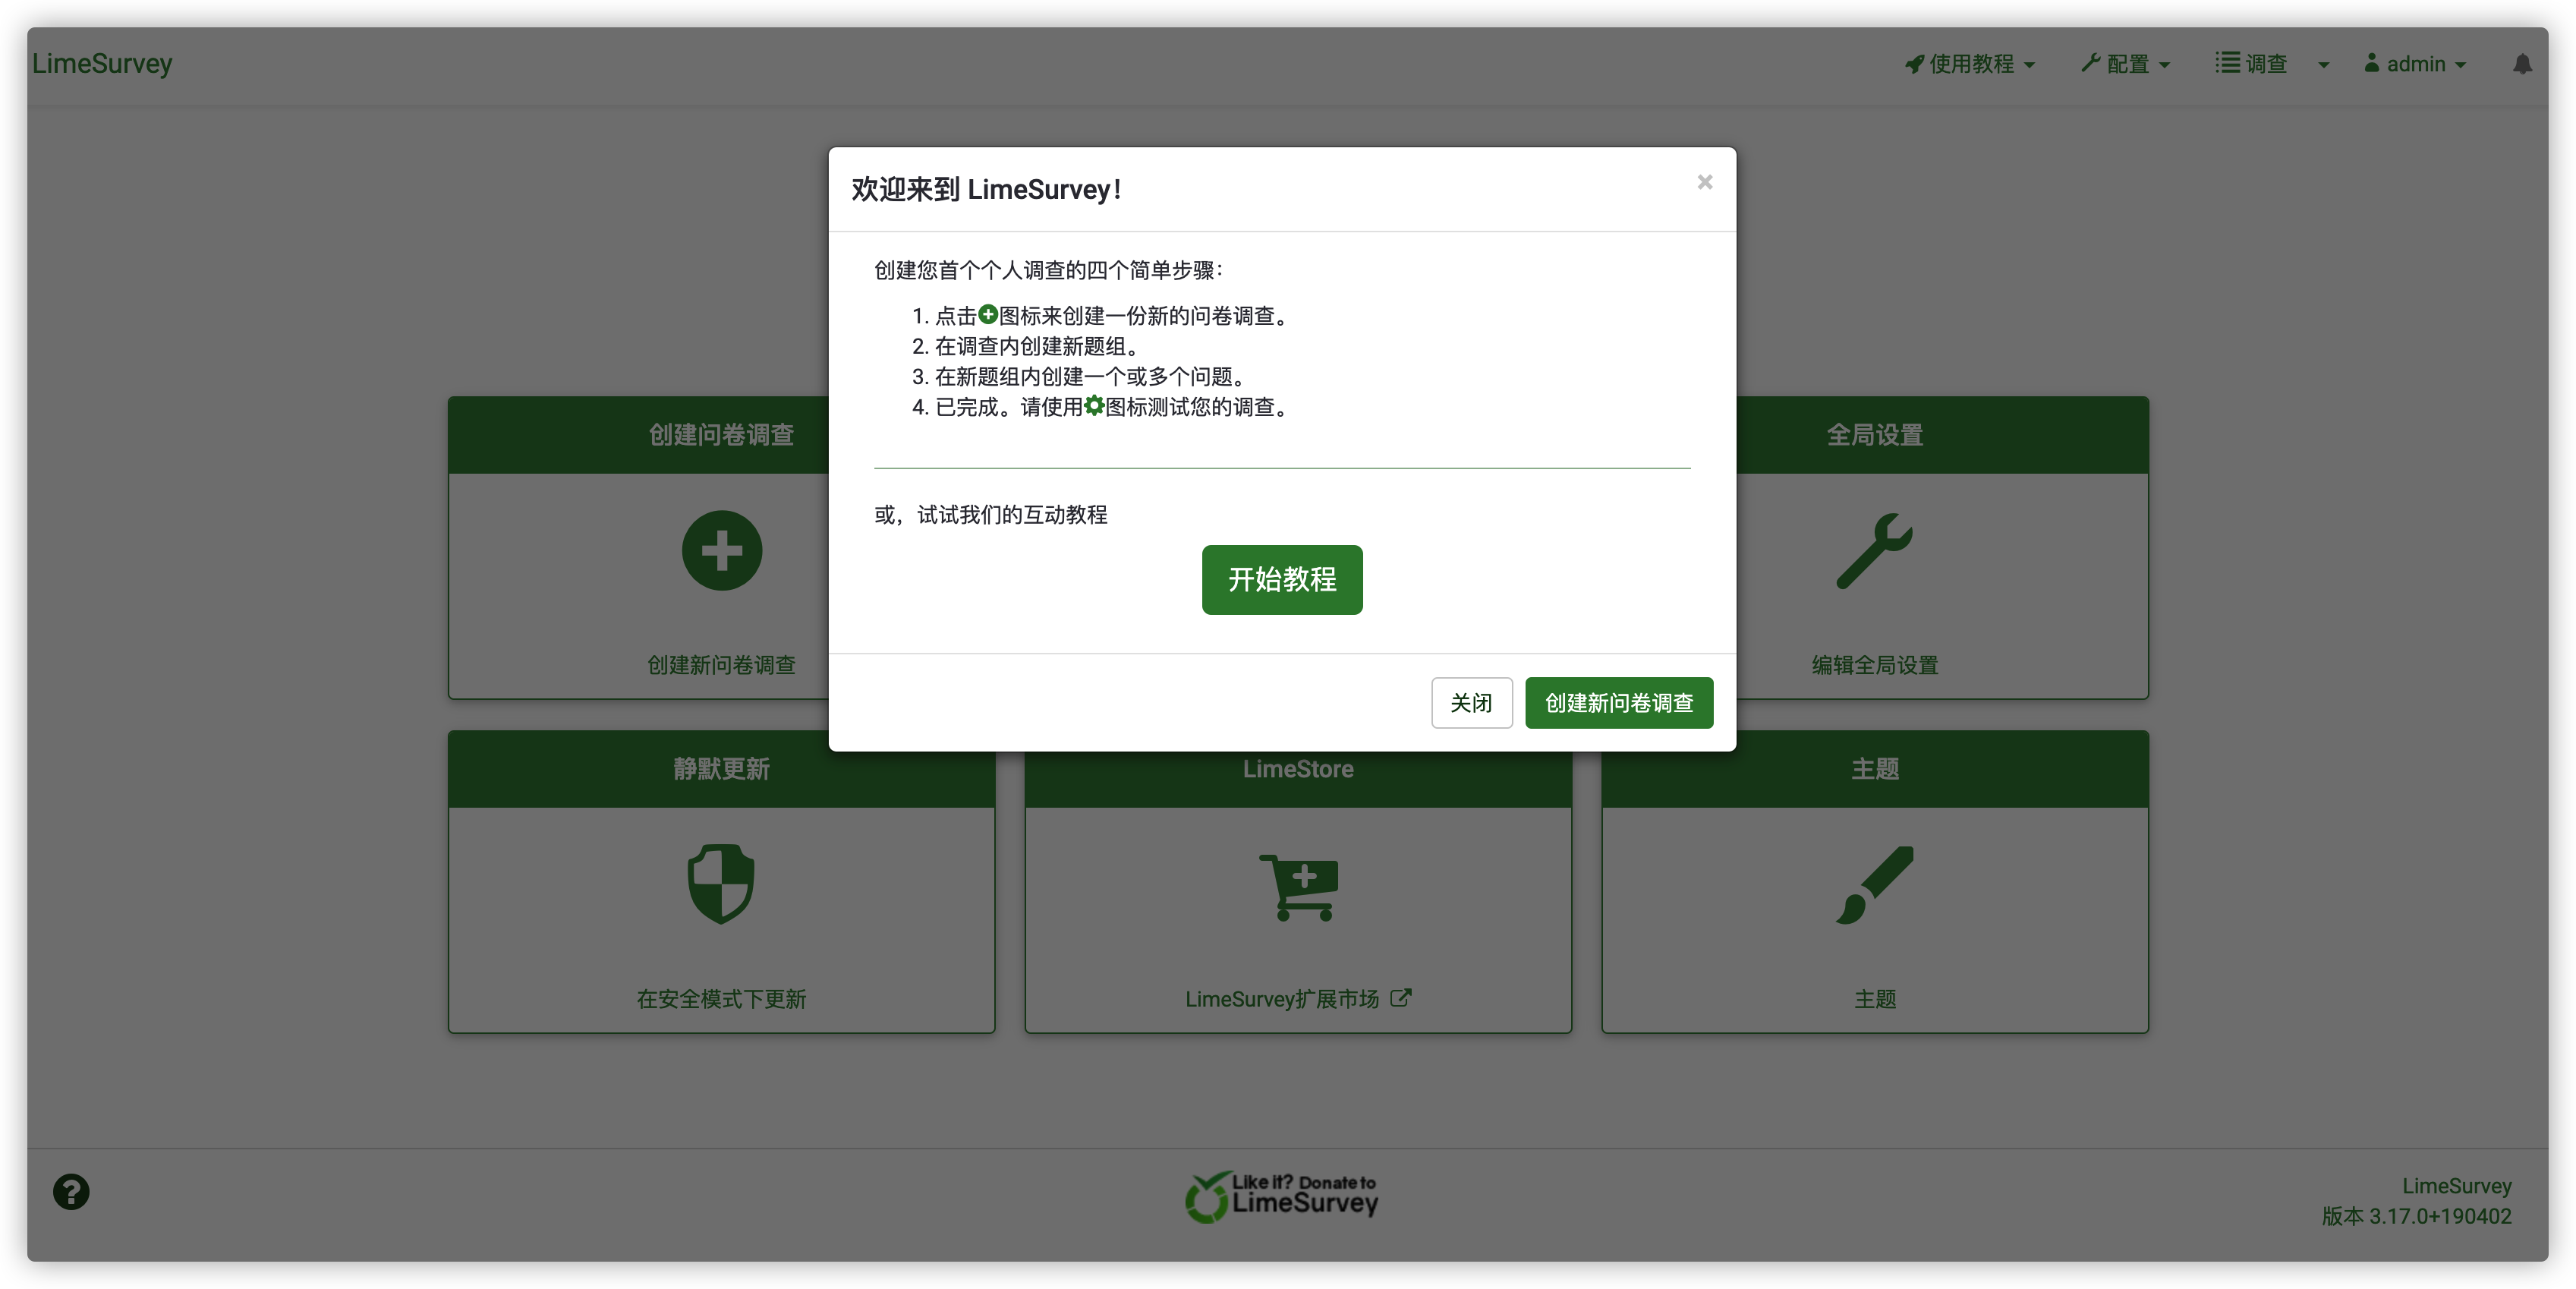 LimeSurvey
使用教程
配置
调查
admin
欢迎来到 LimeSurvey!
×
创建您首个个人调查的四个简单步骤:
1. 点击图标来创建一份新的问卷调查。
2. 在调查内创建新题组。
3. 在新题组内创建一个或多个问题。
4. 已完成。请使用图标测试您的调查。
或，试试我们的互动教程
开始教程
关闭
创建新问卷调查
创建问卷调查
创建新问卷调查
全局设置
编辑全局设置
静默更新
在安全模式下更新
LimeStore
LimeSurvey扩展市场
主题
主题
Like it? Donate to
LimeSurvey
LimeSurvey
版本 3.17.0+190402